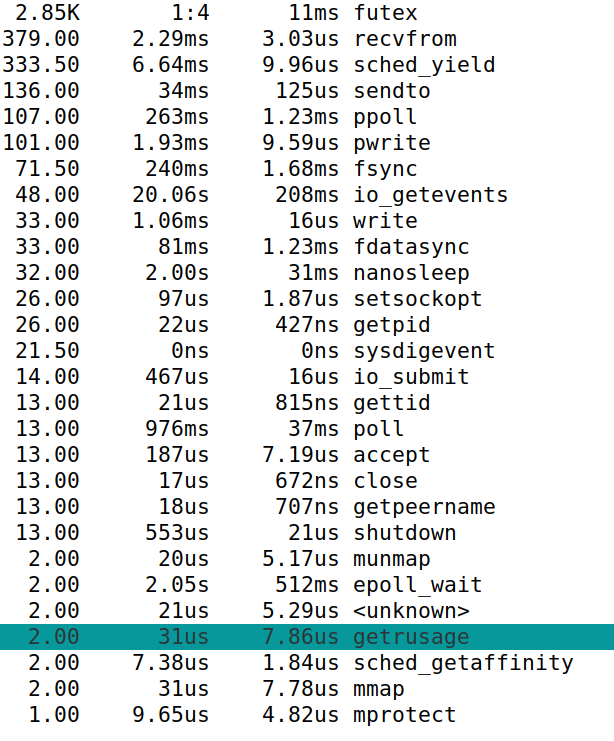 2.85K 1:4 11ms futex
379.00 2.29ms 3.03us recvfrom
333.50 6.64ms 9.96us sched_yield
136.00 34ms 125us sendto
107.00 263ms 1.23ms ppoll
101.00 1.93ms 9.59us pwrite
71.50 240ms 1.68ms fsync
48.00 20.06s 208ms io_getevents
33.00 1.06ms 16us write
33.00 81ms 1.23ms fdatasync
32.00 2.00s 31ms nanosleep
26.00 97us 1.87us setsockopt
26.00 22us 427ns getpid
21.50 0ns 0ns sysdigevent
14.00 467us 16us io_submit
13.00 21us 815ns gettid
13.00 976ms 37ms poll
13.00 187us 7.19us accept
13.00 17us 672ns close
13.00 18us 707ns getpeername
13.00 553us 21us shutdown
2.00 20us 5.17us munmap
2.00 2.05s 512ms epoll_wait
2.00 21us 5.29us <unknown>
2.00 31us 7.86us getrusage
2.00 7.38us 1.84us sched_getaffinity
2.00 31us 7.78us mmap
1.00 9.65us 4.82us mprotect